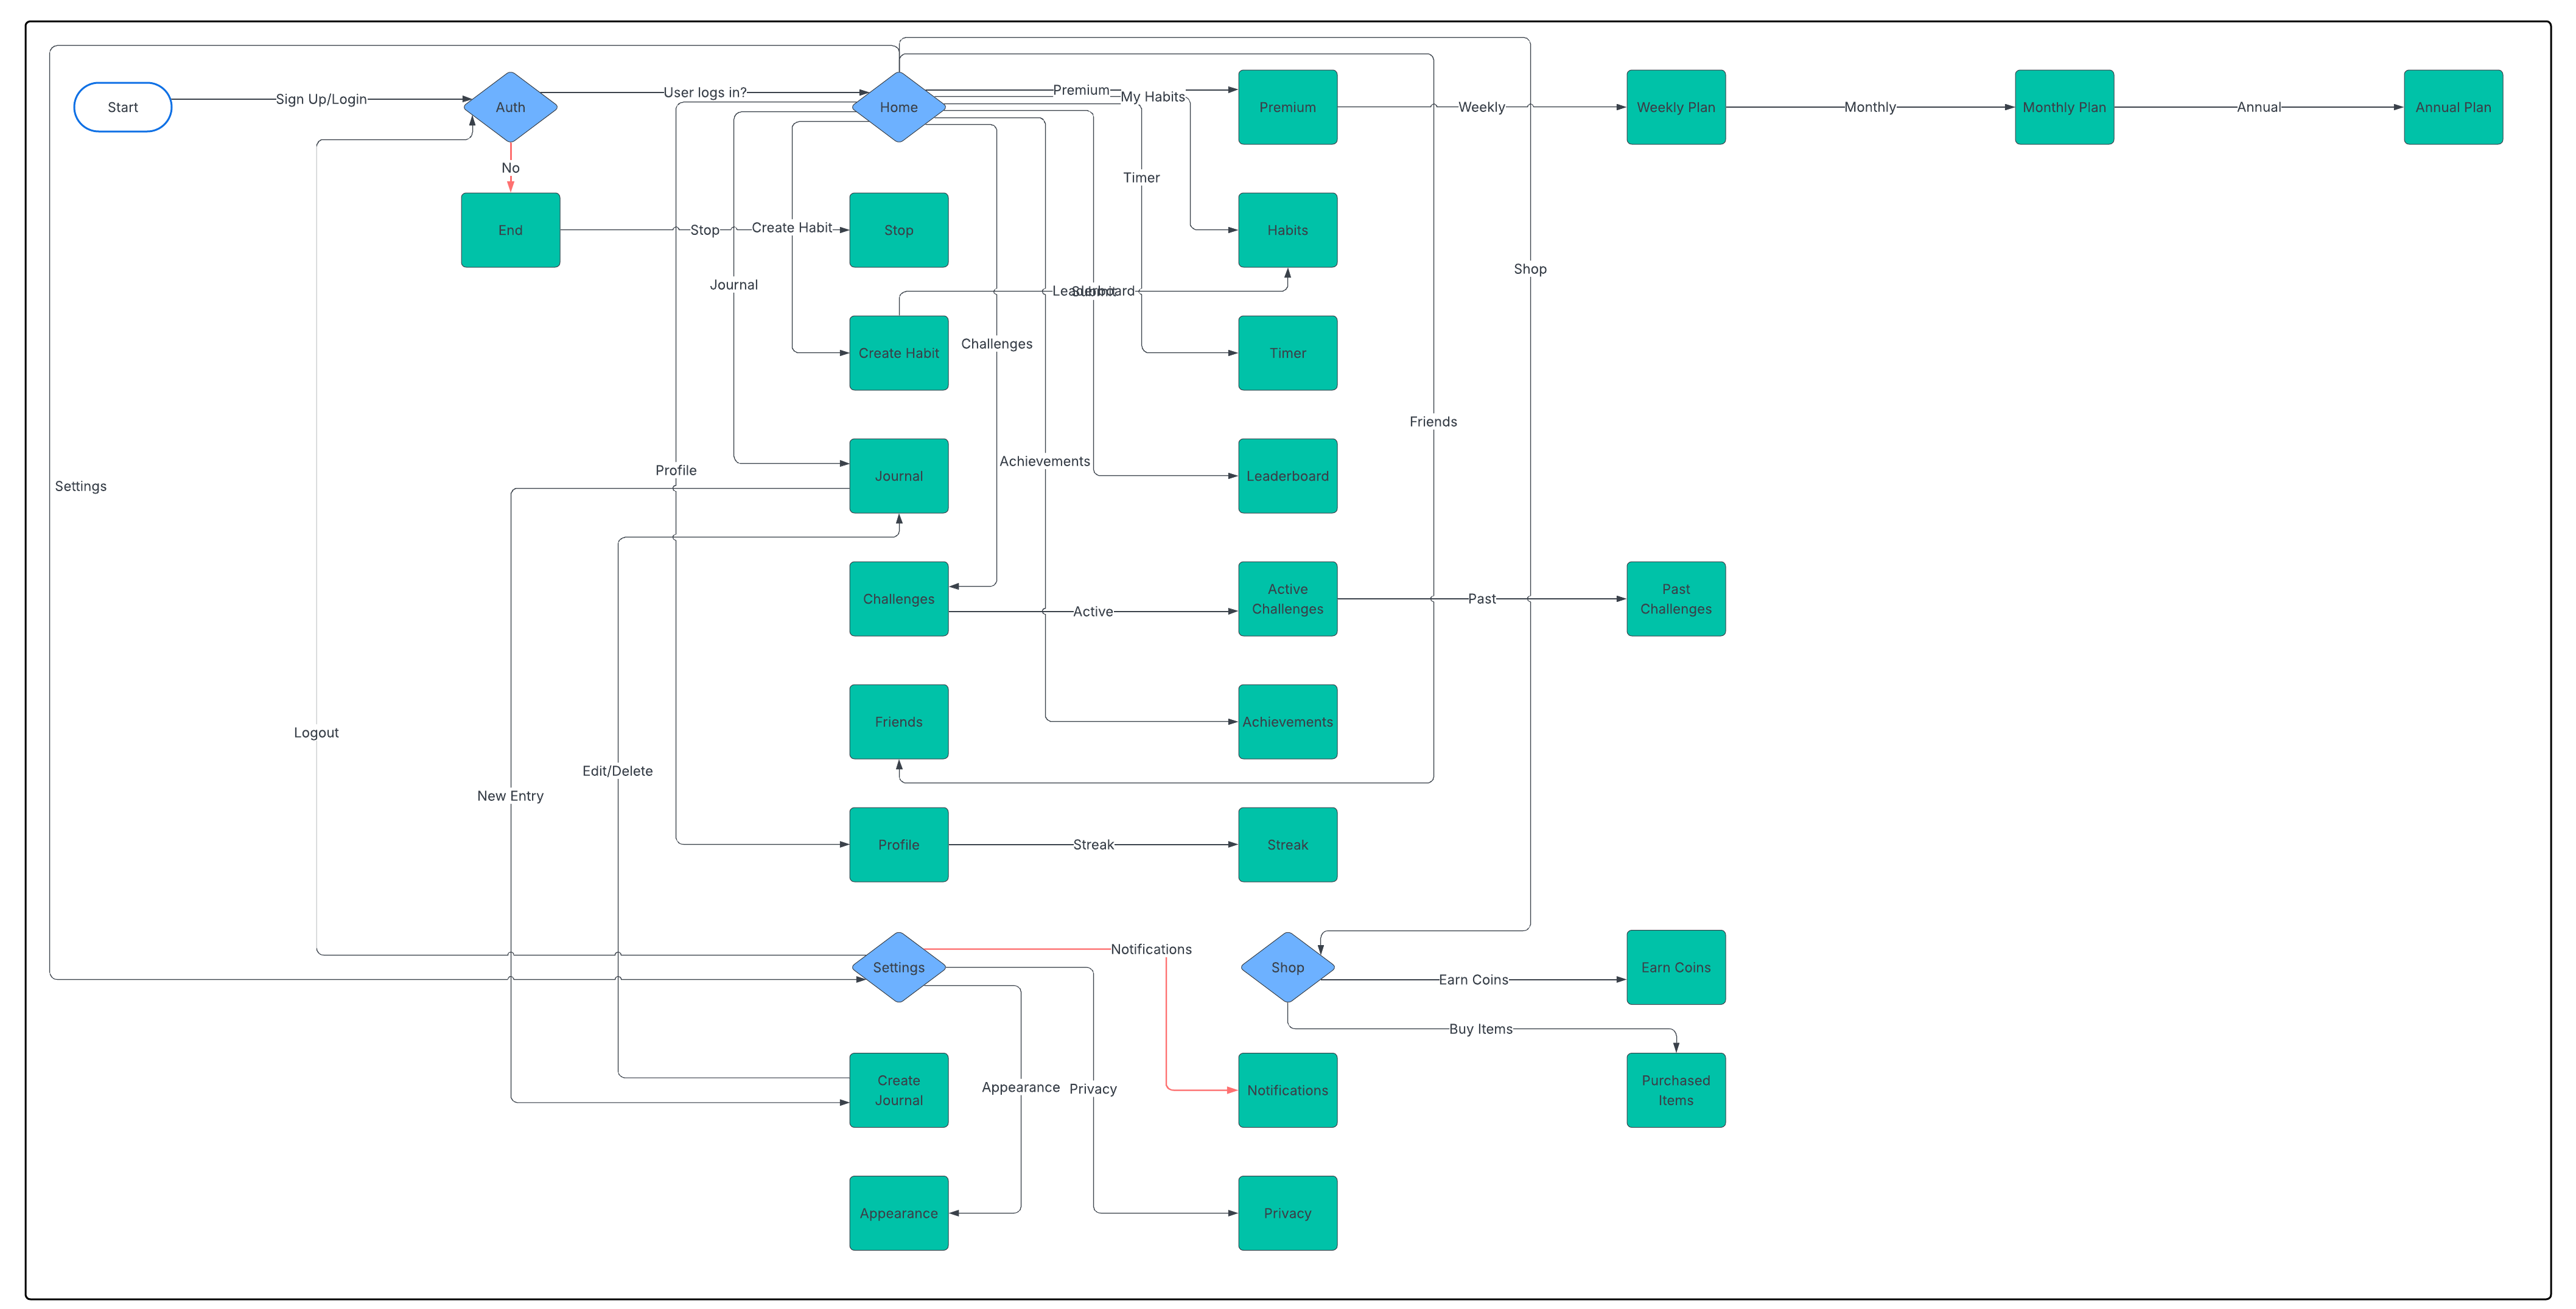 Start
Sign Up/Login
Auth
User logs in?
Home
Premium
My Habits
Premium
Weekly
Weekly Plan
Monthly
Monthly Plan
Annual
Annual Plan
No
Timer
End
Stop
Create Habit
Stop
Habits
Shop
Journal
Leaderboard
Create Habit
Challenges
Timer
Friends
Profile
Achievements
Journal
Leaderboard
Settings
Challenges
Active
Active
Challenges
Past
Past
Challenges
Friends
Achievements
Logout
Edit/Delete
New Entry
Profile
Streak
Streak
Notifications
Settings
Shop
Earn Coins
Earn Coins
Buy Items
Create
Journal
Appearance
Privacy
Notifications
Purchased
Items
Appearance
Privacy